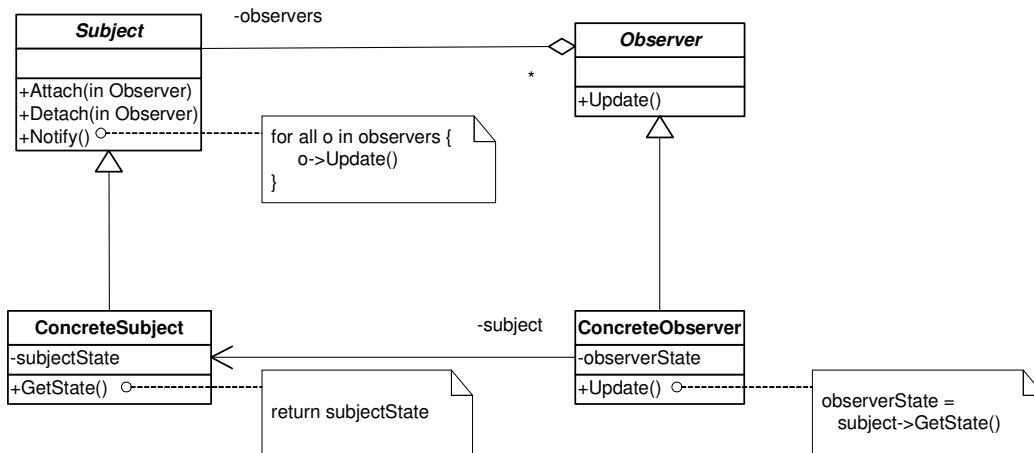 -observers
Subject
Observer
*
+Attach(in Observer)
+Detach(in Observer)
+Notify()
+Update()
for all o in observers {
o->Update()
}
-subject
ConcreteSubject
-subjectState
+GetState()
ConcreteObserver
-observerState
+Update()
return subjectState
observerState =
subject->GetState()